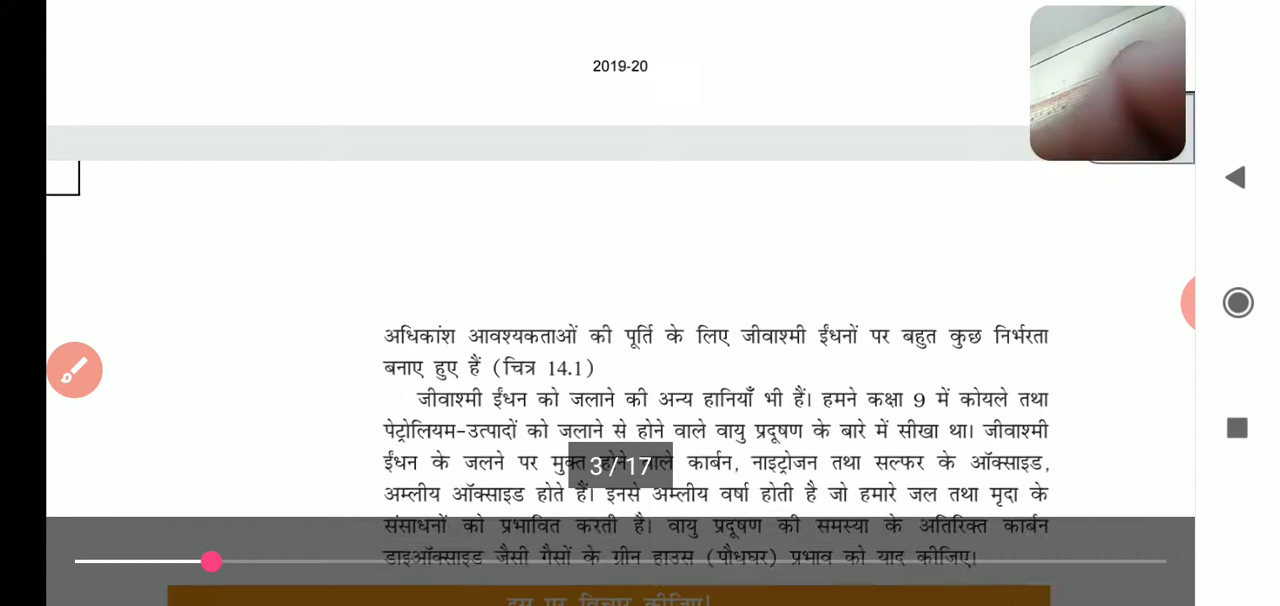 2019-20
अधिकांश आवश्यकताओं की पूर्ति के लिए जीवाश्मी ईंधनों पर बहुत कुछ निर्भरता
बनाए हुए हैं (चित्र 14.1)
जीवाश्मी ईंधन को जलाने की अन्य हानियाँ भी हैं। हमने कक्षा 9 में कोयले तथा
पेट्रोलियम-उत्पादों को जलाने से होने वाले वायु प्रदूषण के बारे में सीखा था। जीवाश्मी
ईंधन के जलने पर मुक्त होने वाले कार्बन, नाइट्रोजन तथा सल्फर के ऑक्साइड,
3 / 17
अम्लीय ऑक्साइड होते हैं। इनसे अम्लीय वर्षा होती है जो हमारे जल तथा मृदा के
संसाधनों को प्रभावित करती है। वायु प्रदूषण की समस्या के अतिरिक्त कार्बन
डाइऑक्साइड जैसी गैसों के ग्रीन हाउस (पौधघर) प्रभाव को याद कीजिए।
इस पर विचार कीजिए!